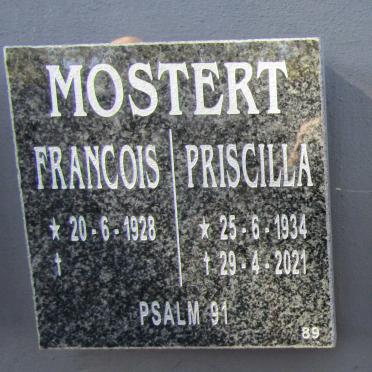 MOSTERT
FRANCOIS PRISCILLA
★ 20-6-1928 ★ 25-6-1934
† † 29-4-2021
PSALM 91
89